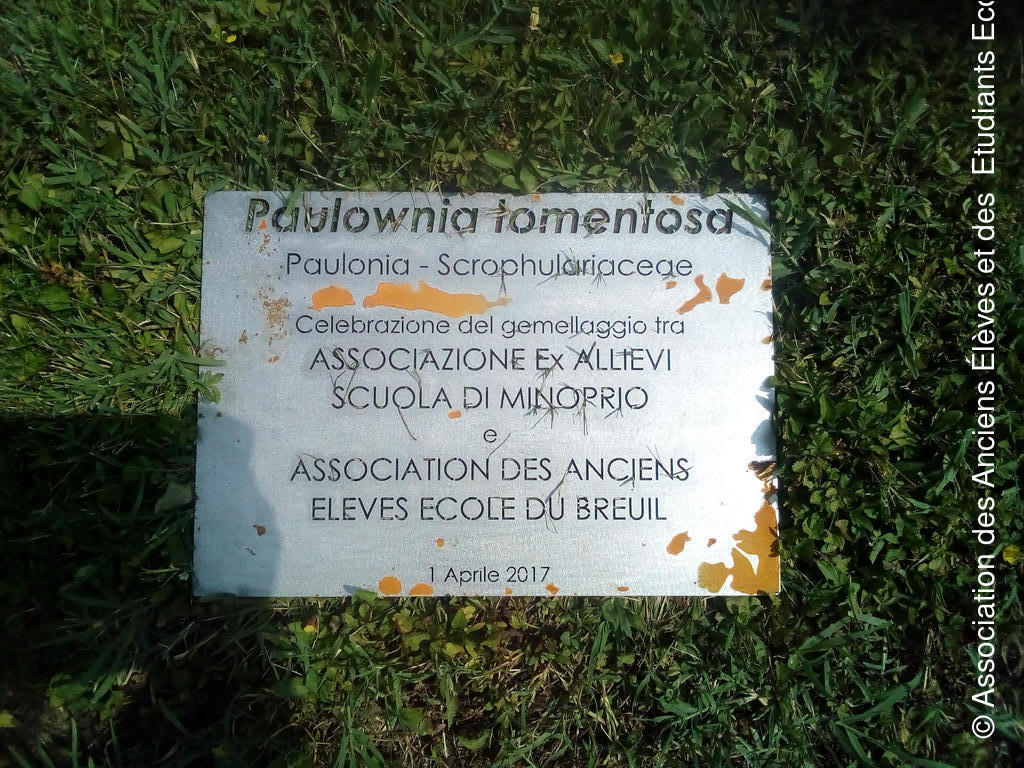 Paulownia tomentosa
Paulonia - Scrophulariaceae
Celebrazione del gemellaggio tra
ASSOCIAZIONE Ex ALLIEVI
SCUOLA DI MINOPRIO
e
ASSOCIATION DES ANCIENS
ELEVES ECOLE DU BREUIL
1 Aprile 2017
© Association des Anciens Élèves et des Etudiants Eco